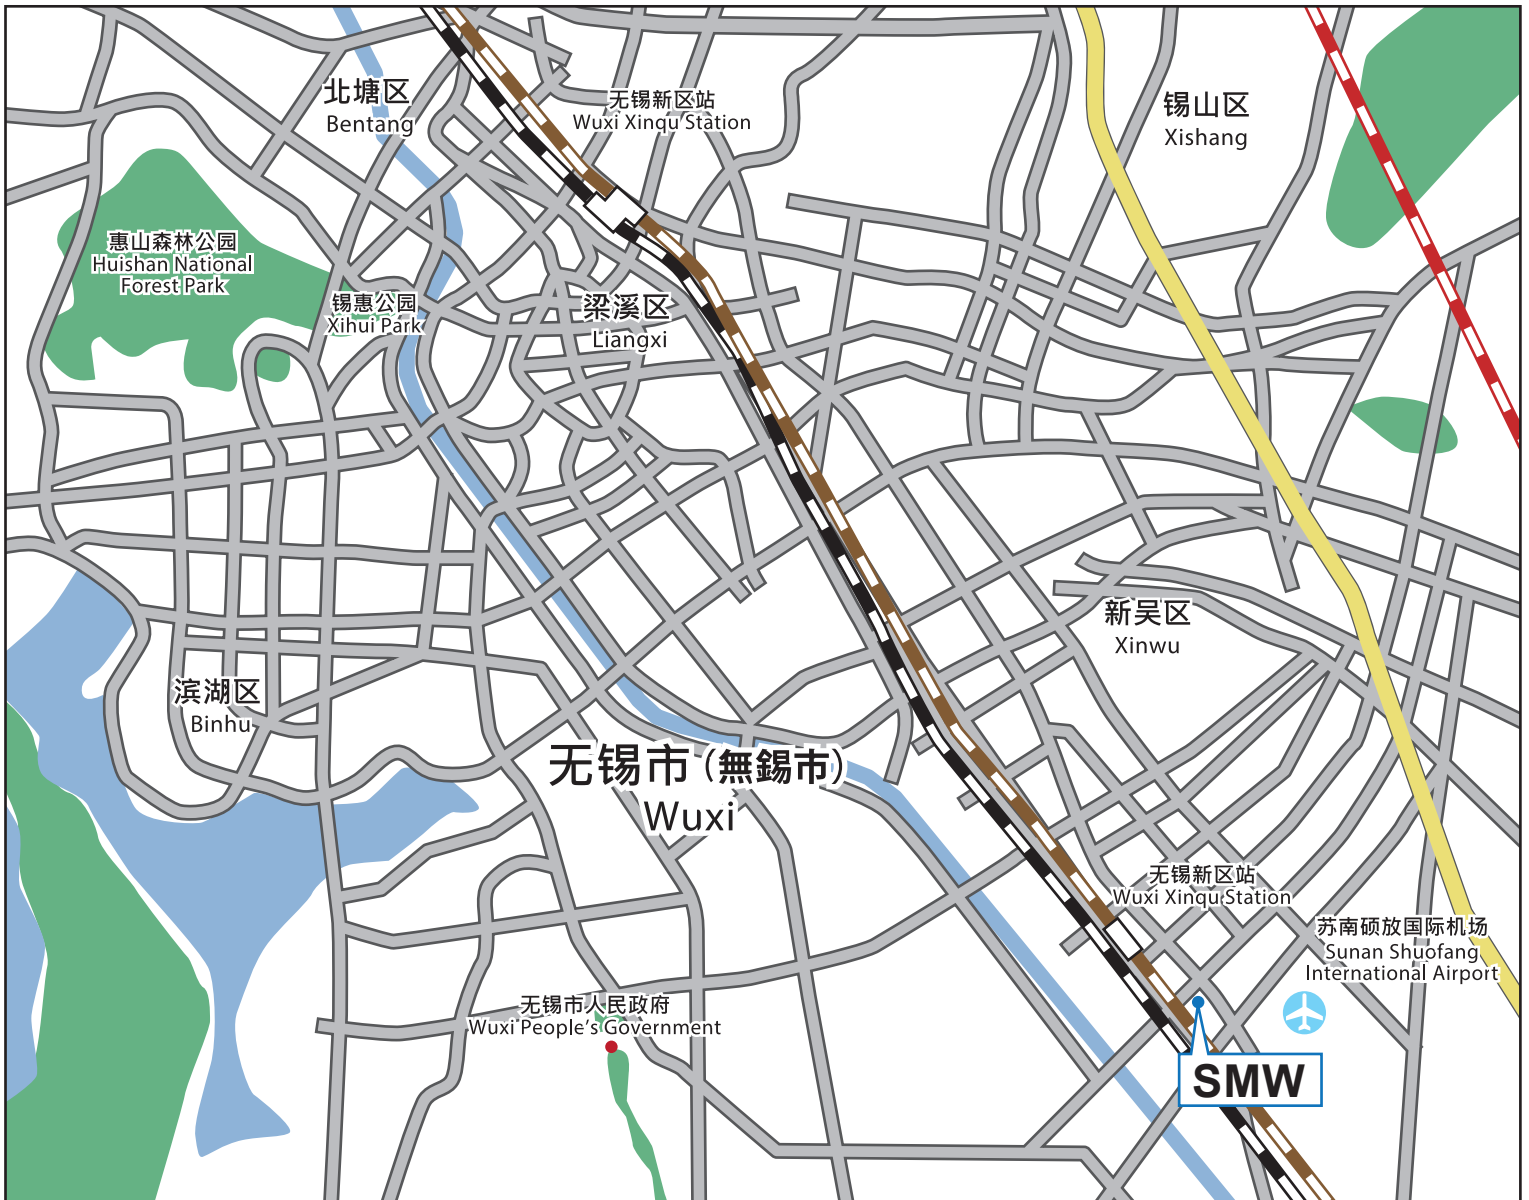 北塘区
Bentang
无锡新区站
Wuxi Xinqu Station
锡山区
Xishang
惠山森林公园
Huishan National
Forest Park
锡惠公园
Xihui Park
梁溪区
Liangxi
新吴区
Xinwu
滨湖区
Binhu
无锡市（無錫市）
Wuxi
无锡新区站
Wuxi Xinqu Station
苏南硕放国际机场
Sunan Shuofang
International Airport
无锡市人民政府
Wuxi People's Government
SMW